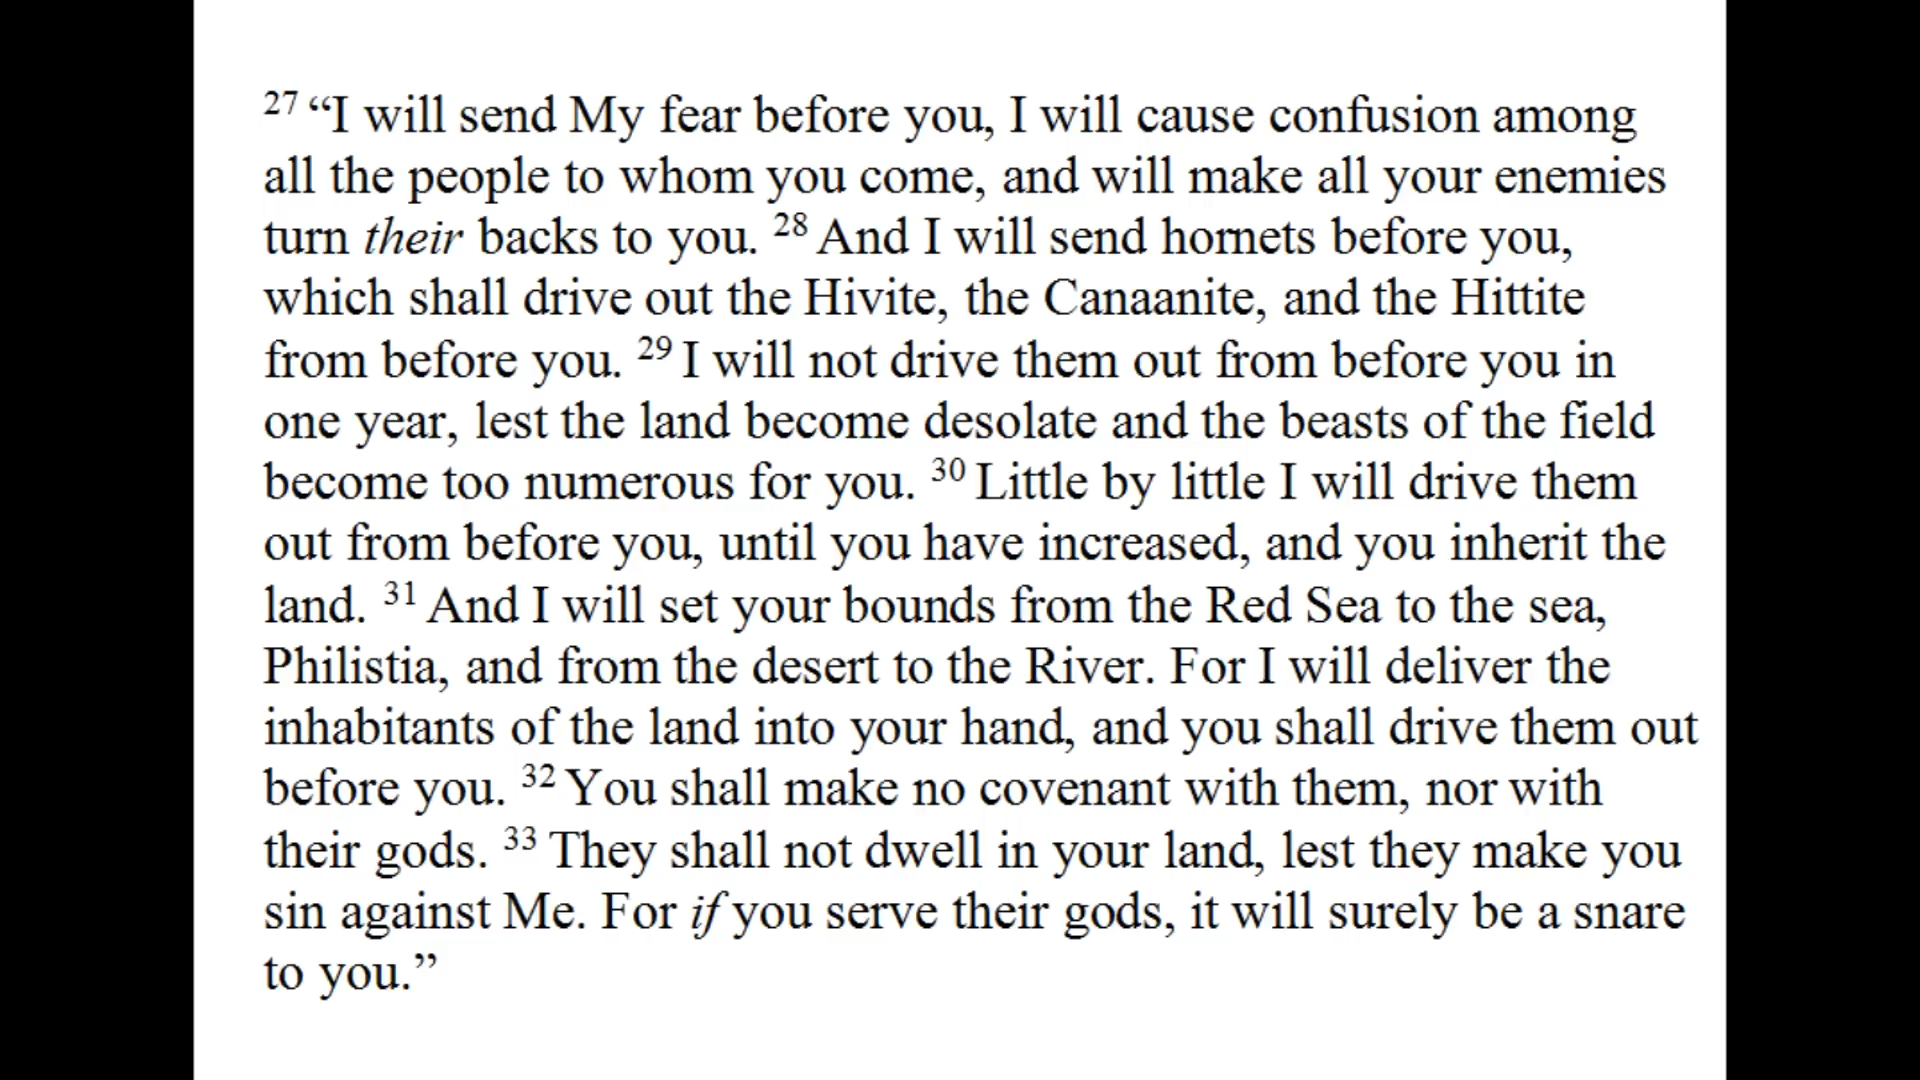 27 “I will send My fear before you, I will cause confusion among
all the people to whom you come, and will make all your enemies
turn their backs to you. 28 And I will send hornets before you,
which shall drive out the Hivite, the Canaanite, and the Hittite
from before you. 29 I will not drive them out from before you in
one year, lest the land become desolate and the beasts of the field
become too numerous for you. 30 Little by little I will drive them
out from before you, until you have increased, and you inherit the
land. 31 And I will set your bounds from the Red Sea to the sea,
Philistia, and from the desert to the River. For I will deliver the
inhabitants of the land into your hand, and you shall drive them out
before you. 32 You shall make no covenant with them, nor with
their gods. 33 They shall not dwell in your land, lest they make you
sin against Me. For if you serve their gods, it will surely be a snare
to you.”